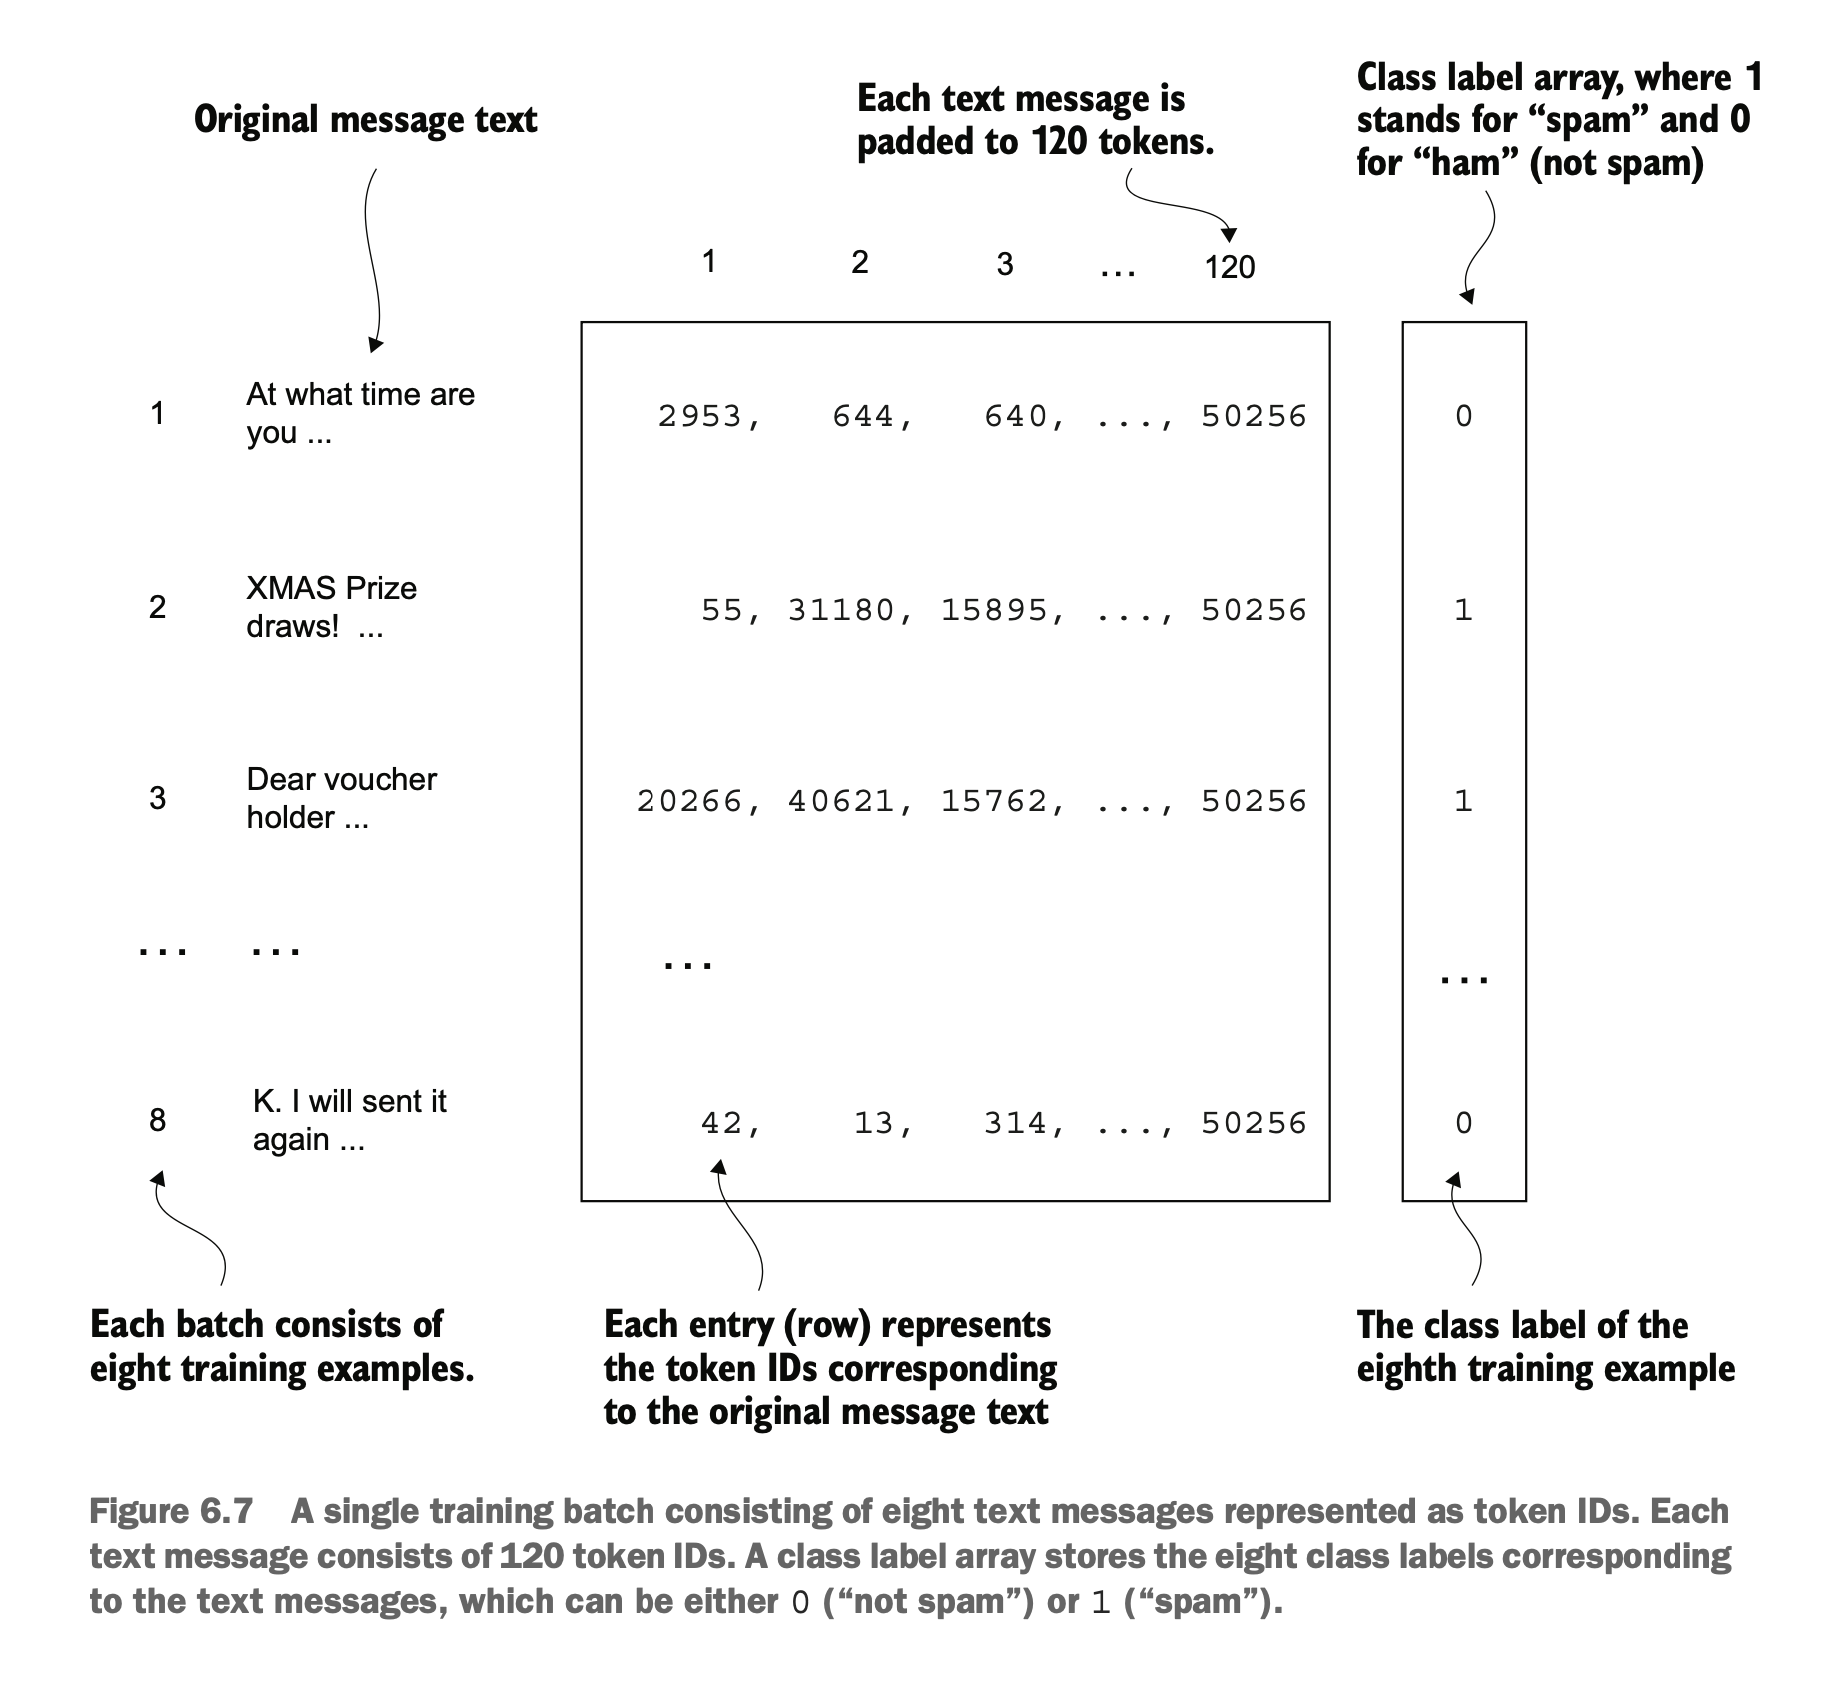 Original message text
Each text message is
padded to 120 tokens.
Class label array, where 1
stands for “spam” and 0
for “ham” (not spam)
1 2 3 ... 120
1 At what time are
you ...
2953, 644, 640, ..., 50256 0
2 XMAS Prize
draws!  ...
55, 31180, 15895, ..., 50256 1
3 Dear voucher
holder ...
20266, 40621, 15762, ..., 50256 1
... ... ... ...
8 K. I will sent it
again ...
42, 13, 314, ..., 50256 0
Each batch consists of
eight training examples.
Each entry (row) represents
the token IDs corresponding
to the original message text
The class label of the
eighth training example
Figure 6.7 A single training batch consisting of eight text messages represented as token IDs. Each
text message consists of 120 token IDs. A class label array stores the eight class labels corresponding
to the text messages, which can be either 0 (“not spam”) or 1 (“spam”).